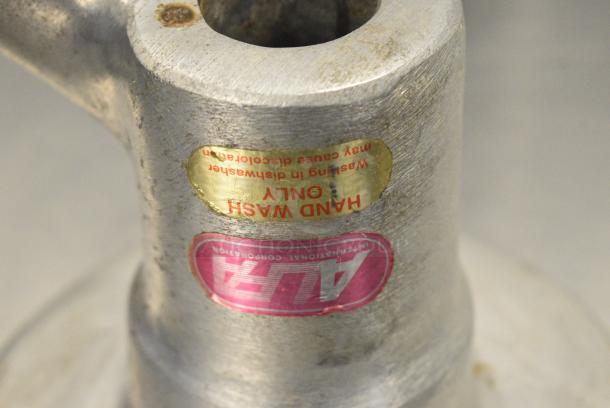 HAND WASH
ONLY
Washing in dishwasher
may cause discoloration
ALFA
INTERNATIONAL CORPORATION